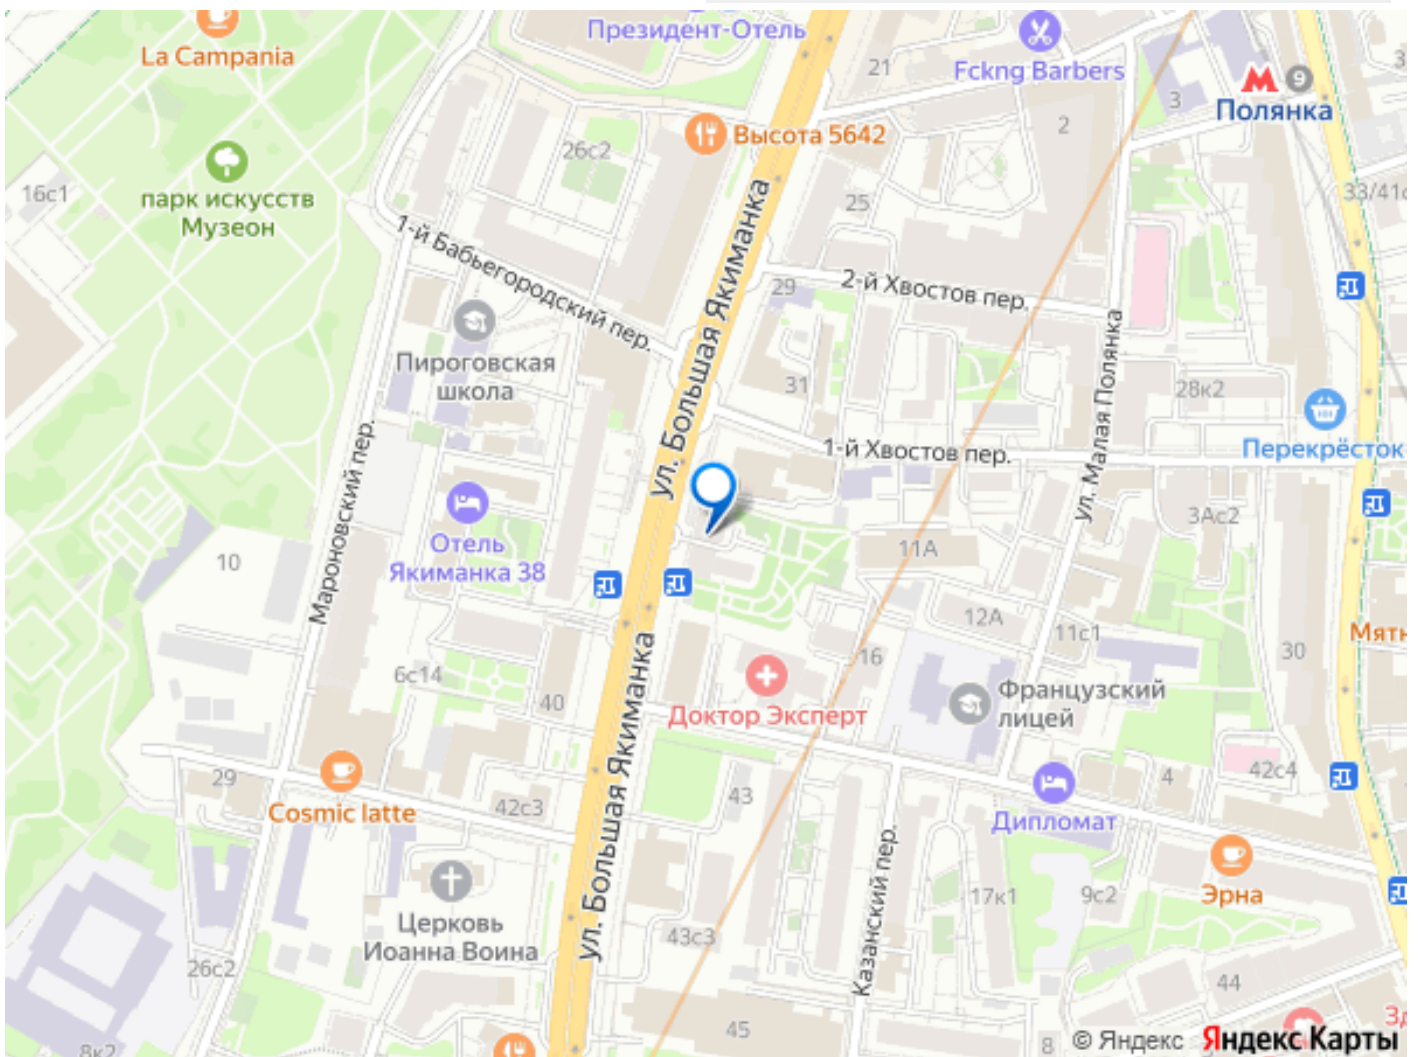 Президент-Отель
La Campania
21
Fckng Barbers
9
Полянка
3
2
Высота 5642
26с2
16с1
парк искусств
Музеон
25
33/41с
1-й Бабьегородский пер.
ул. Большая Якиманка
29
2-й Хвостов пер.
Пироговская
школа
31
28к2
ул. Малая Полянка
Перекрёсток
1-й Хвостов пер.
Мароновский пер.
Отель
Якиманка 38
3Ас2
11А
10
12А
11с1
16
30
Мятн
6с14
40
Доктор Эксперт
Французский
лицей
ул. Большая Якиманка
29
42с3
43
4
42с4
Cosmic latte
Дипломат
Казанский пер.
Церковь
Иоанна Воина
17к1
9с2
Эрна
43с3
26с2
44
45
8к2
8
© Яндекс Яндекс Карты